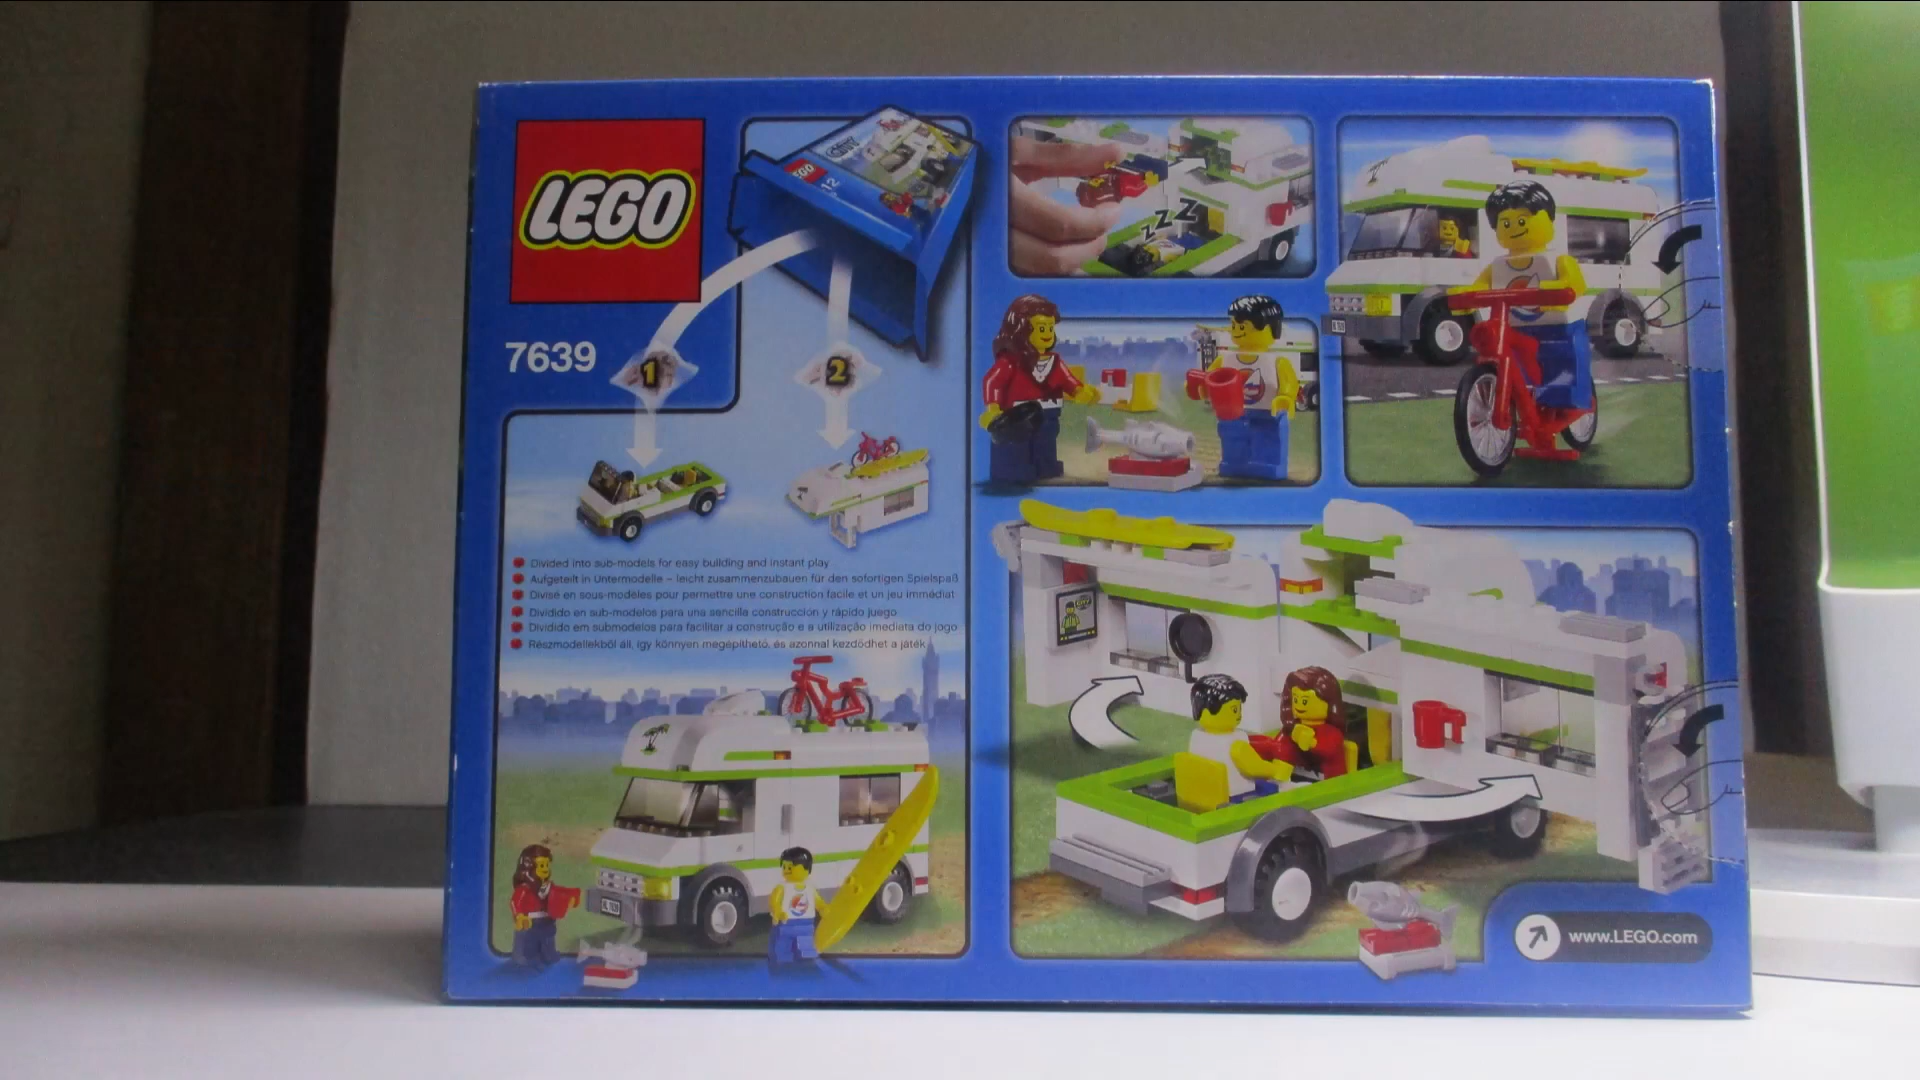 LEGO
7639
1
2
Divided into sub-models for easy building and instant play
Aufgeteilt in Untermodelle – leicht zusammenzubauen für den sofortigen Spielspaß
Divisé en sous-modèles pour permettre une construction facile et un jeu immédiat
Dividido en sub-modelos para una sencilla construcción y rápido juego
Dividido em submodelos para facilitar a construção e a utilização imediata do jogo
Részmodellekből áll, így könnyen megépíthető, és azonnal kezdődhet a játék
z z Z
CITY
www.LEGO.com